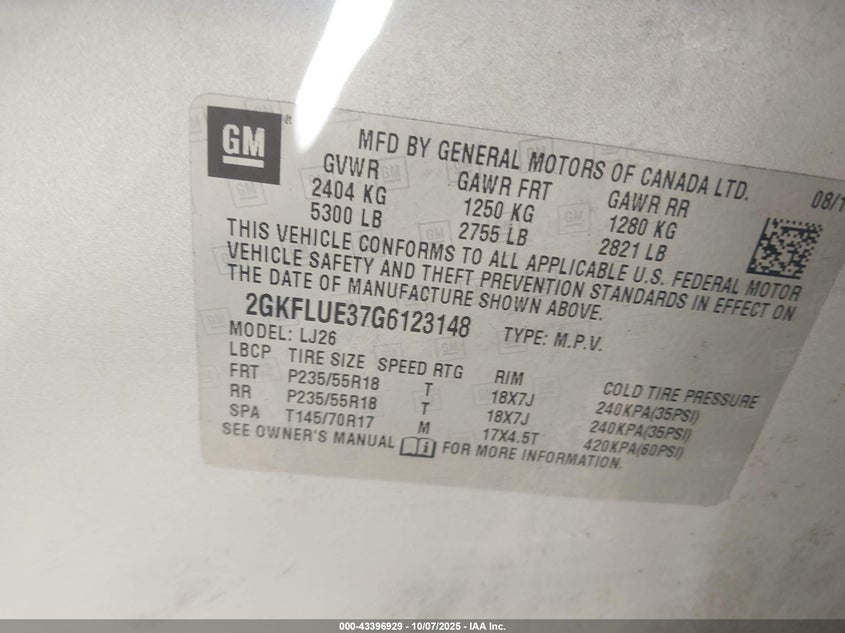 GM ®
MFD BY GENERAL MOTORS OF CANADA LTD.
08/1
GVWR GAWR FRT GAWR RR
2404 KG 1250 KG 1280 KG
5300 LB 2755 LB 2821 LB
THIS VEHICLE CONFORMS TO ALL APPLICABLE U.S. FEDERAL MOTOR
VEHICLE SAFETY AND THEFT PREVENTION STANDARDS IN EFFECT ON
THE DATE OF MANUFACTURE SHOWN ABOVE.
2GKFLUE37G6123148 TYPE: M.P.V.
MODEL: LJ26
LBCP TIRE SIZE SPEED RTG RIM COLD TIRE PRESSURE
FRT P235/55R18 T 18X7J 240KPA(35PSI)
RR P235/55R18 T 18X7J 240KPA(35PSI)
SPA T145/70R17 M 17X4.5T 420KPA(60PSI)
SEE OWNER'S MANUAL i FOR MORE INFORMATION.
000-43396929 - 10/07/2025 - IAA Inc.